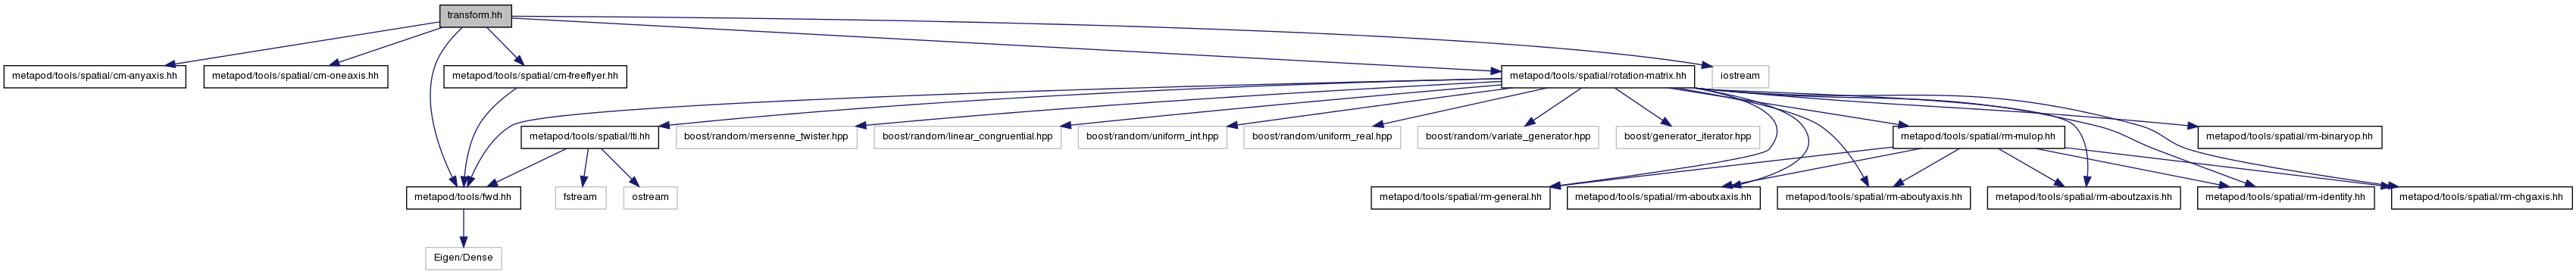 transform.hh
metapod/tools/spatial/cm-anyaxis.hh
metapod/tools/spatial/cm-oneaxis.hh
metapod/tools/spatial/cm-freeflyer.hh
metapod/tools/spatial/rotation-matrix.hh
iostream
metapod/tools/spatial/lti.hh
boost/random/mersenne_twister.hpp
boost/random/linear_congruential.hpp
boost/random/uniform_int.hpp
boost/random/uniform_real.hpp
boost/random/variate_generator.hpp
boost/generator_iterator.hpp
metapod/tools/spatial/rm-mulop.hh
metapod/tools/spatial/rm-binaryop.hh
metapod/tools/fwd.hh
fstream
ostream
metapod/tools/spatial/rm-general.hh
metapod/tools/spatial/rm-aboutxaxis.hh
metapod/tools/spatial/rm-aboutyaxis.hh
metapod/tools/spatial/rm-aboutzaxis.hh
metapod/tools/spatial/rm-identity.hh
metapod/tools/spatial/rm-chgaxis.hh
Eigen/Dense